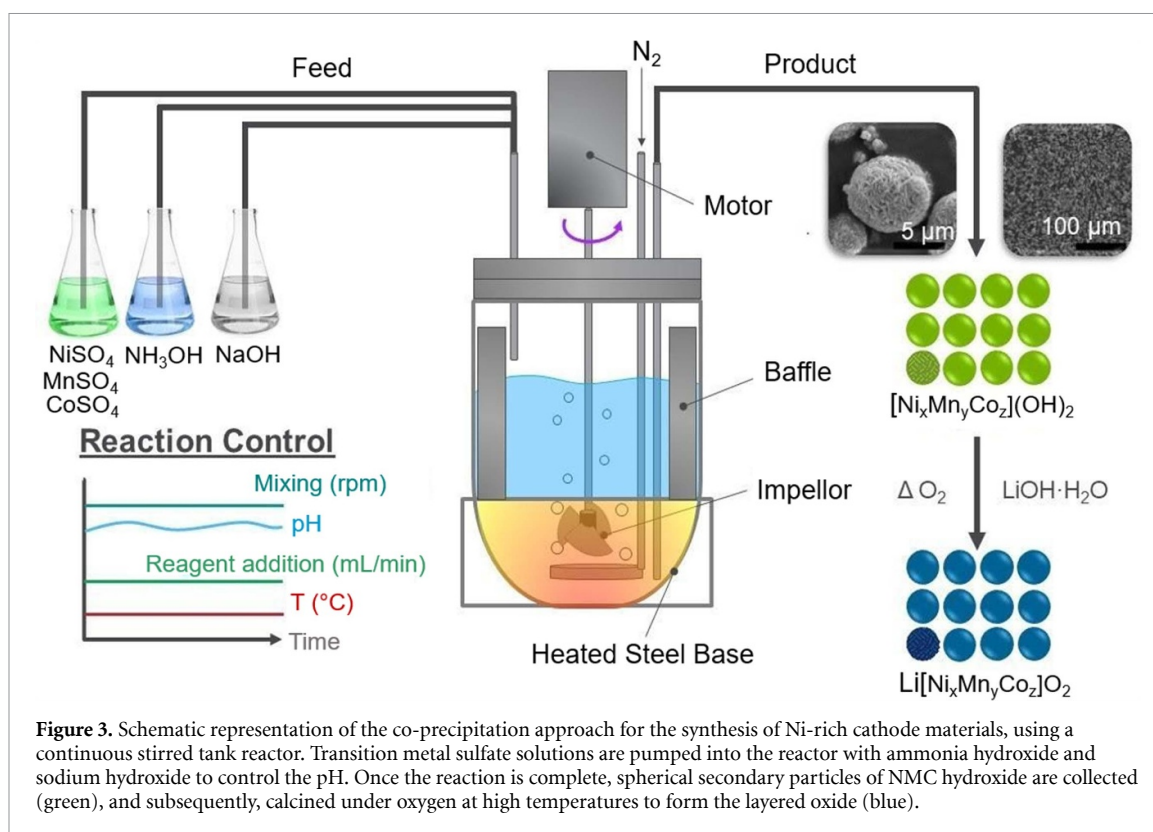 Feed
N₂
Product
Motor
5 µm
100 µm
NiSO₄ NH₃OH NaOH
MnSO₄
CoSO₄
Baffle
[NiₓMnᵧCo_z](OH)₂
Reaction Control
Mixing (rpm)
pH
Reagent addition (mL/min)
T (°C)
Time
Impellor
Δ O₂ LiOH·H₂O
Heated Steel Base
Li[NiₓMnᵧCo_z]O₂
Figure 3. Schematic representation of the co-precipitation approach for the synthesis of Ni-rich cathode materials, using a
continuous stirred tank reactor. Transition metal sulfate solutions are pumped into the reactor with ammonia hydroxide and
sodium hydroxide to control the pH. Once the reaction is complete, spherical secondary particles of NMC hydroxide are collected
(green), and subsequently, calcined under oxygen at high temperatures to form the layered oxide (blue).